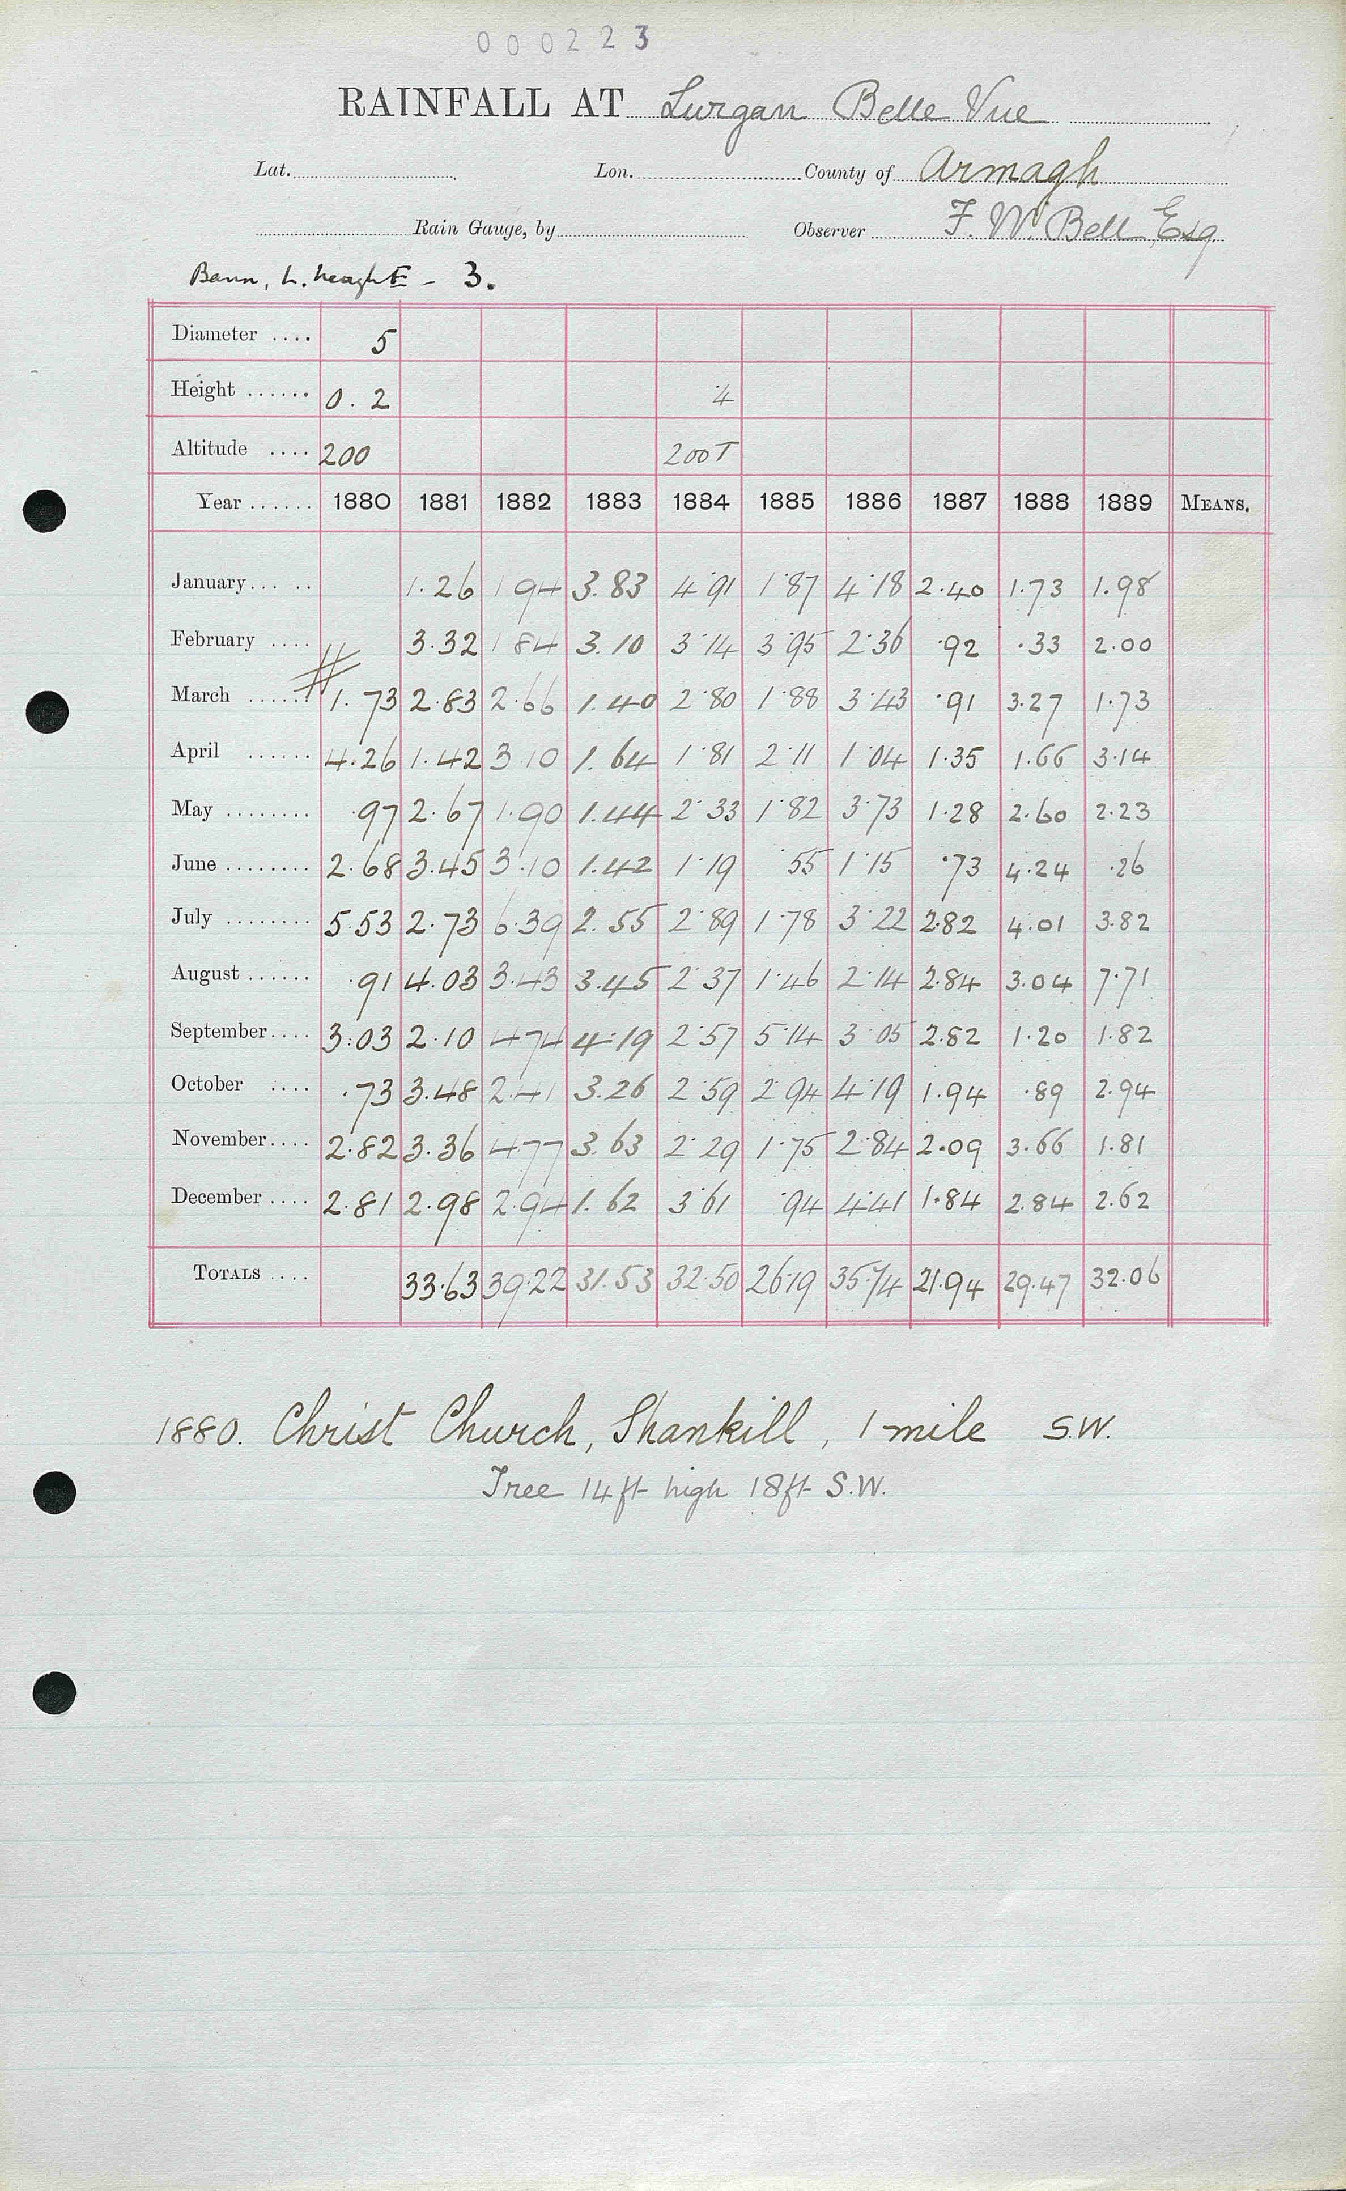 000223
RAINFALL AT Lurgan Belle Vue
Lat. Lon. County of Armagh
Rain Gauge, by Observer F. W. Bell Esq
Bann, L. Neagh E - 3.
Diameter .... 5
Height ...... 0.2 4
Altitude .... 200 200T
Year ...... 1880 1881 1882 1883 1884 1885 1886 1887 1888 1889 MEANS.
January ... .. 1.26 1 94 3.83 4.91 1.87 4.18 2.40 1.73 1.98
February .... 3.32 1 84 3.10 3.14 3.95 2.36 .92 .33 2.00
March ...... # 1.73 2.83 2.66 1.40 2.80 1.88 3.43 .91 3.27 1.73
April ...... 4.26 1.42 3 10 1.64 1.81 2.11 1.04 1.35 1.66 3.14
May ........ .97 2.67 1.90 1.44 2.33 1.82 3.73 1.28 2.60 2.23
June ........ 2.68 3.45 3.10 1.42 1.19 .55 1.15 .73 4.24 .26
July ........ 5.53 2.73 6.39 2.55 2.89 1.78 3.22 2.82 4.01 3.82
August ...... .91 4.03 3.43 3.45 2.37 1.46 2.14 2.84 3.04 7.71
September .... 3.03 2.10 4 74 4.19 2.57 5.14 3.05 2.82 1.20 1.82
October .... .73 3.48 2.41 3.26 2.59 2.94 4.19 1.94 .89 2.94
November .... 2.82 3.36 4.77 3.63 2.29 1.75 2.84 2.09 3.66 1.81
December .... 2.81 2.98 2.94 1.62 3.61 .94 4.41 1.84 2.84 2.62
TOTALS .... 33.63 39.22 31.53 32.50 26.19 35.74 21.94 29.47 32.06
1880. Christ Church, Shankill, 1 mile S.W.
Tree 14ft high 18ft S.W.